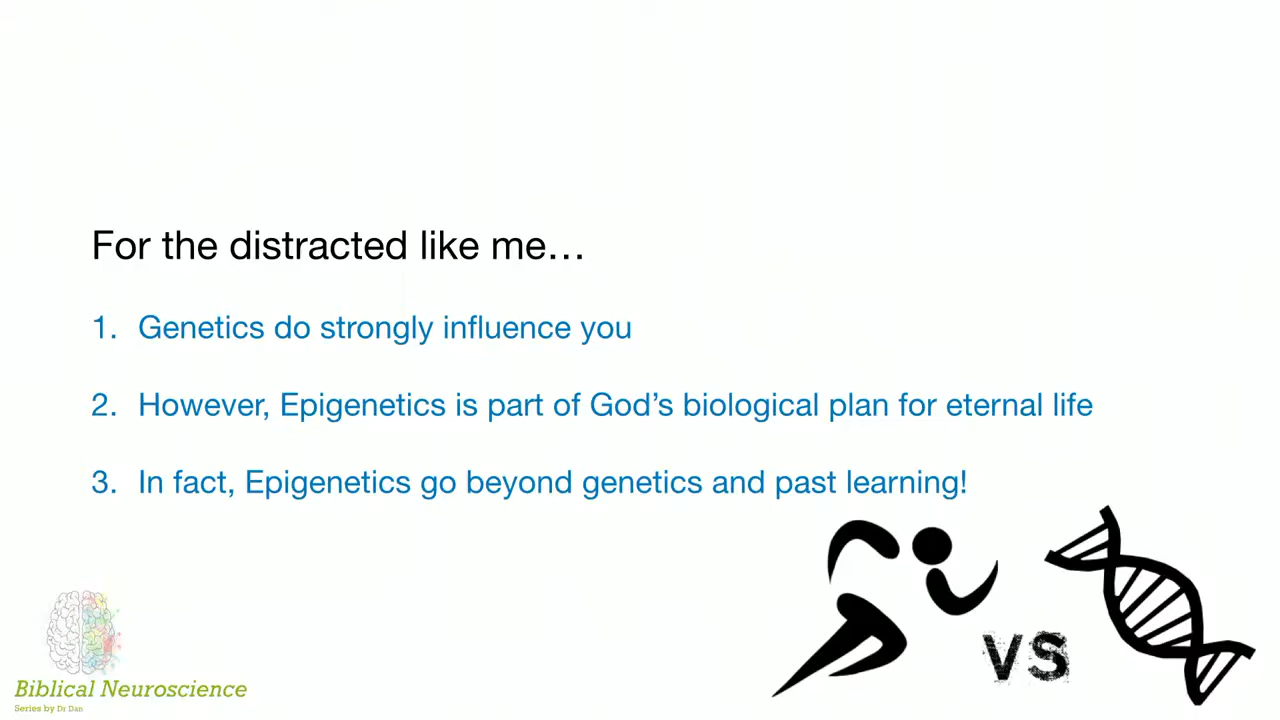 For the distracted like me…
1. Genetics do strongly influence you
2. However, Epigenetics is part of God’s biological plan for eternal life
3. In fact, Epigenetics go beyond genetics and past learning!
VS
Biblical Neuroscience
Series by Dr Dan